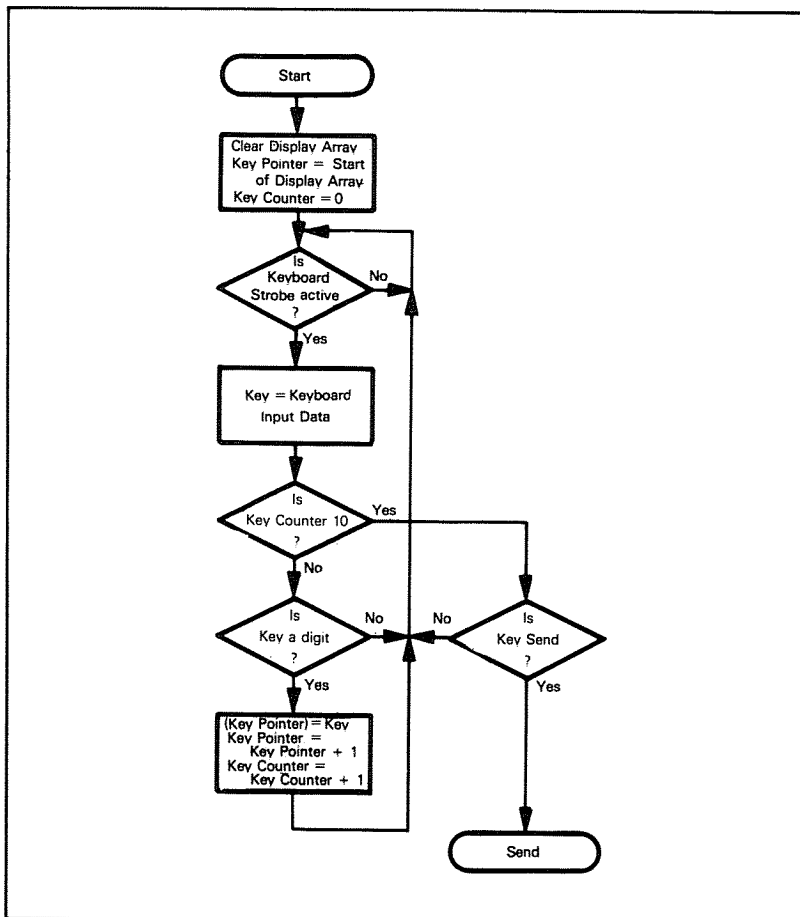 Start
Clear Display Array
Key Pointer = Start
of Display Array
Key Counter = 0
Is
Keyboard
Strobe active
?
No
Yes
Key = Keyboard
Input Data
Is
Key Counter 10
?
Yes
No
Is
Key a digit
?
No
Yes
No
Is
Key Send
?
Yes
(Key Pointer) = Key
Key Pointer =
Key Pointer + 1
Key Counter =
Key Counter + 1
Send